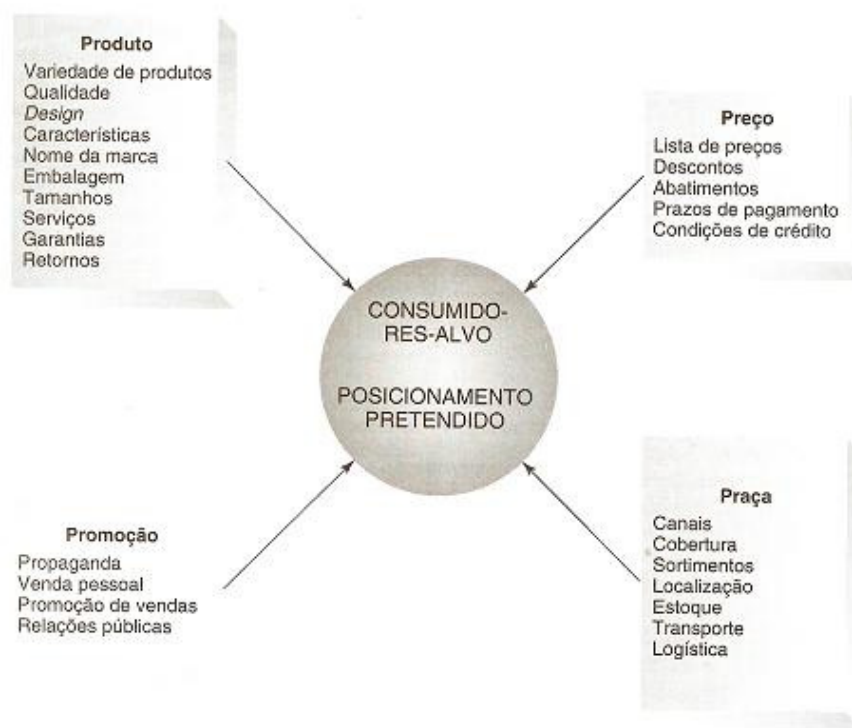 Produto
Variedade de produtos
Qualidade
Design
Características
Nome da marca
Embalagem
Tamanhos
Serviços
Garantias
Retornos
Preço
Lista de preços
Descontos
Abatimentos
Prazos de pagamento
Condições de crédito
CONSUMIDO-
RES-ALVO
POSICIONAMENTO
PRETENDIDO
Promoção
Propaganda
Venda pessoal
Promoção de vendas
Relações públicas
Praça
Canais
Cobertura
Sortimentos
Localização
Estoque
Transporte
Logística